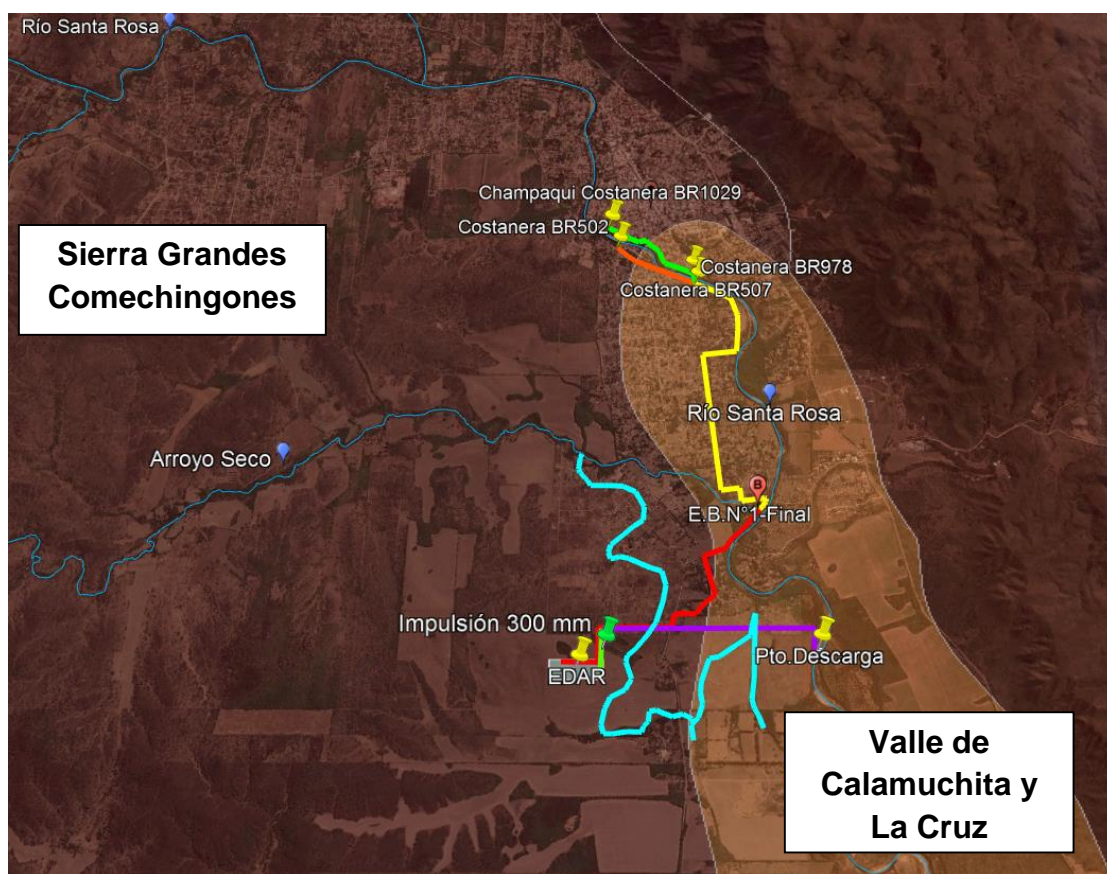 Río Santa Rosa
Champaqui Costanera BR1029
Costanera BR502
Sierra Grandes
Comechingones
Costanera BR978
Costanera BR507
Río Santa Rosa
Arroyo Seco
B
E.B.N°1-Final
Impulsión 300 mm
Pto.Descarga
EDAR
Valle de
Calamuchita y
La Cruz